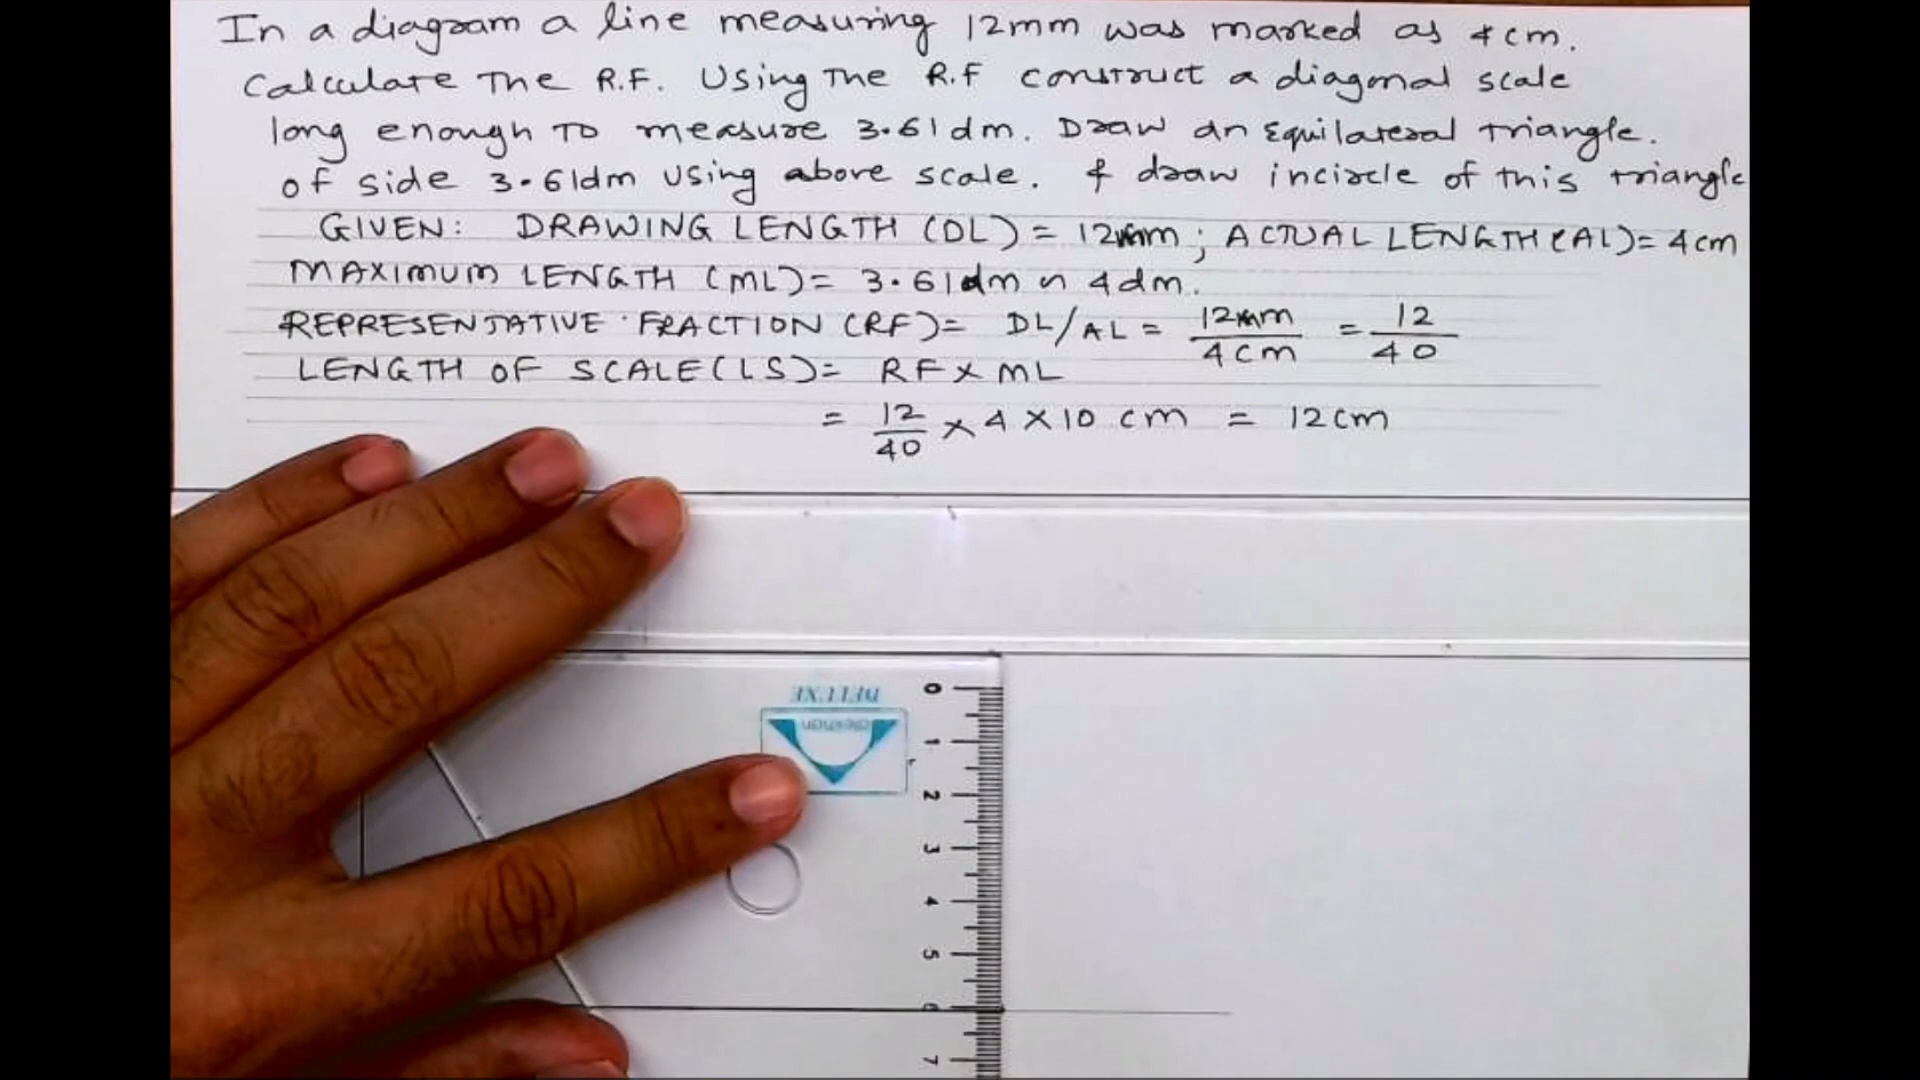 In a diagram a line measuring 12mm was marked as 4cm.
Calculate The R.F. Using The R.F construct a diagonal scale
long enough TO measure 3.61dm. Draw an Equilateral triangle.
of side 3.61dm using above scale. & draw incircle of this triangle
GIVEN: DRAWING LENGTH (DL) = 12mm; ACTUAL LENGTH(AL)= 4cm
MAXIMUM LENGTH (ML)= 3.61dm n 4dm.
REPRESENTATIVE FRACTION (RF)= DL/AL = 12mm/4cm = 12/40
LENGTH OF SCALE(LS)= RF x ML
= 12/40 x 4 x 10 cm = 12cm
DELUXE
0
1
2
3
4
5
6
7